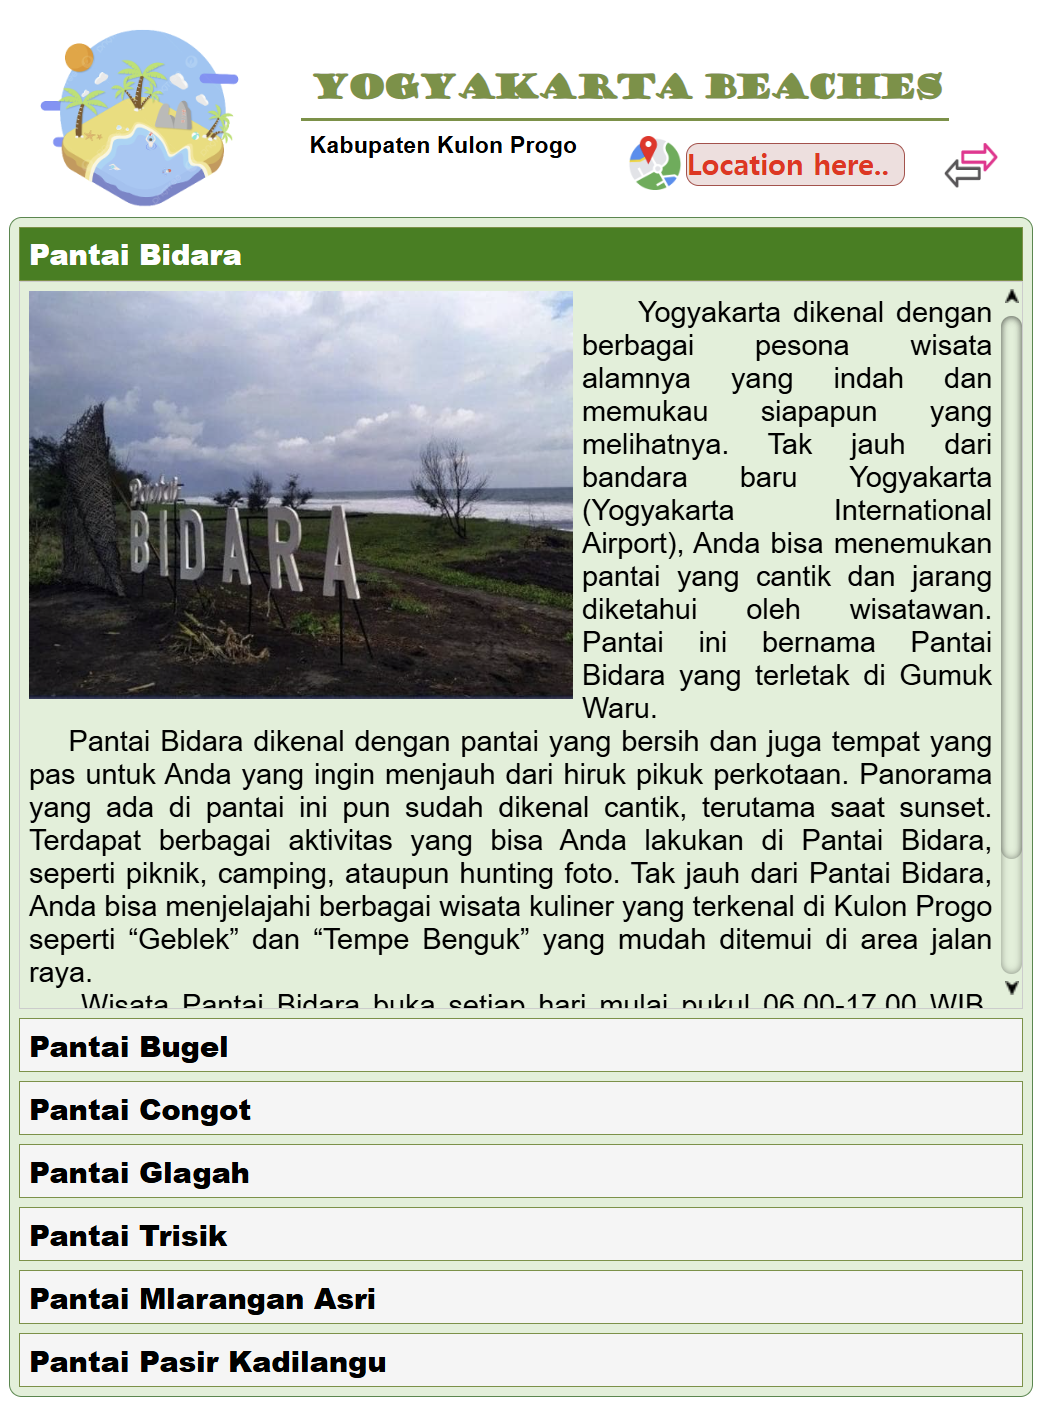 YOGYAKARTA BEACHES
Kabupaten Kulon Progo
Location here..
Pantai Bidara
Pantai
BIDARA
Yogyakarta dikenal dengan
berbagai pesona wisata
alamnya yang indah dan
memukau siapapun yang
melihatnya. Tak jauh dari
bandara baru Yogyakarta
(Yogyakarta International
Airport), Anda bisa menemukan
pantai yang cantik dan jarang
diketahui oleh wisatawan.
Pantai ini bernama Pantai
Bidara yang terletak di Gumuk
Waru.
Pantai Bidara dikenal dengan pantai yang bersih dan juga tempat yang
pas untuk Anda yang ingin menjauh dari hiruk pikuk perkotaan. Panorama
yang ada di pantai ini pun sudah dikenal cantik, terutama saat sunset.
Terdapat berbagai aktivitas yang bisa Anda lakukan di Pantai Bidara,
seperti piknik, camping, ataupun hunting foto. Tak jauh dari Pantai Bidara,
Anda bisa menjelajahi berbagai wisata kuliner yang terkenal di Kulon Progo
seperti “Geblek” dan “Tempe Benguk” yang mudah ditemui di area jalan
raya.
Wisata Pantai Bidara buka setiap hari mulai pukul 06.00-17.00 WIB.
Pantai Bugel
Pantai Congot
Pantai Glagah
Pantai Trisik
Pantai Mlarangan Asri
Pantai Pasir Kadilangu